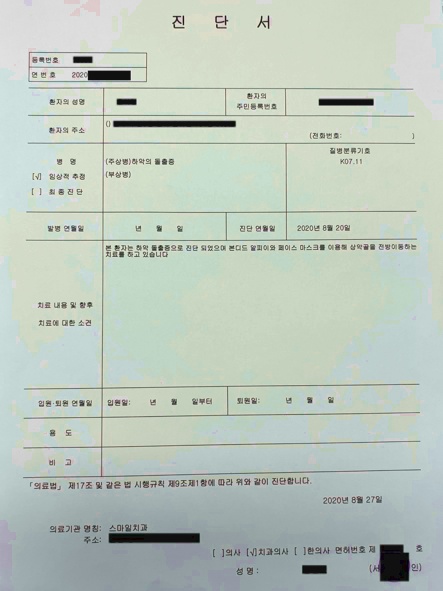 진 단 서
등록번호
연 번 호 2020
환자의 성명
환자의
주민등록번호
환자의 주소 ()
(전화번호: )
병 명 (주상병)하악의 돌출증 질병분류기호
[√] 임상적 추정 (부상병) K07.11
[ ] 최 종 진 단
발병 연월일 년 월 일 진단 연월일 2020년 8월 20일
본 환자는 하악 돌출증으로 진단 되었으며 본디드 알피이와 페이스 마스크를 이용해 상악골을 전방이동하는
치료를 하고 있습니다
치료 내용 및 향후
치료에 대한 소견
입원·퇴원 연월일 입원일: 년 월 일부터 퇴원일: 년 월 일
용 도
비 고
「의료법」 제17조 및 같은 법 시행규칙 제9조제1항에 따라 위와 같이 진단합니다.
2020년 8월 27일
의료기관 명칭: 스마일치과
주소:
[ ]의사 [√]치과의사 [ ]한의사 면허번호 제 호
성 명 : (서 인)